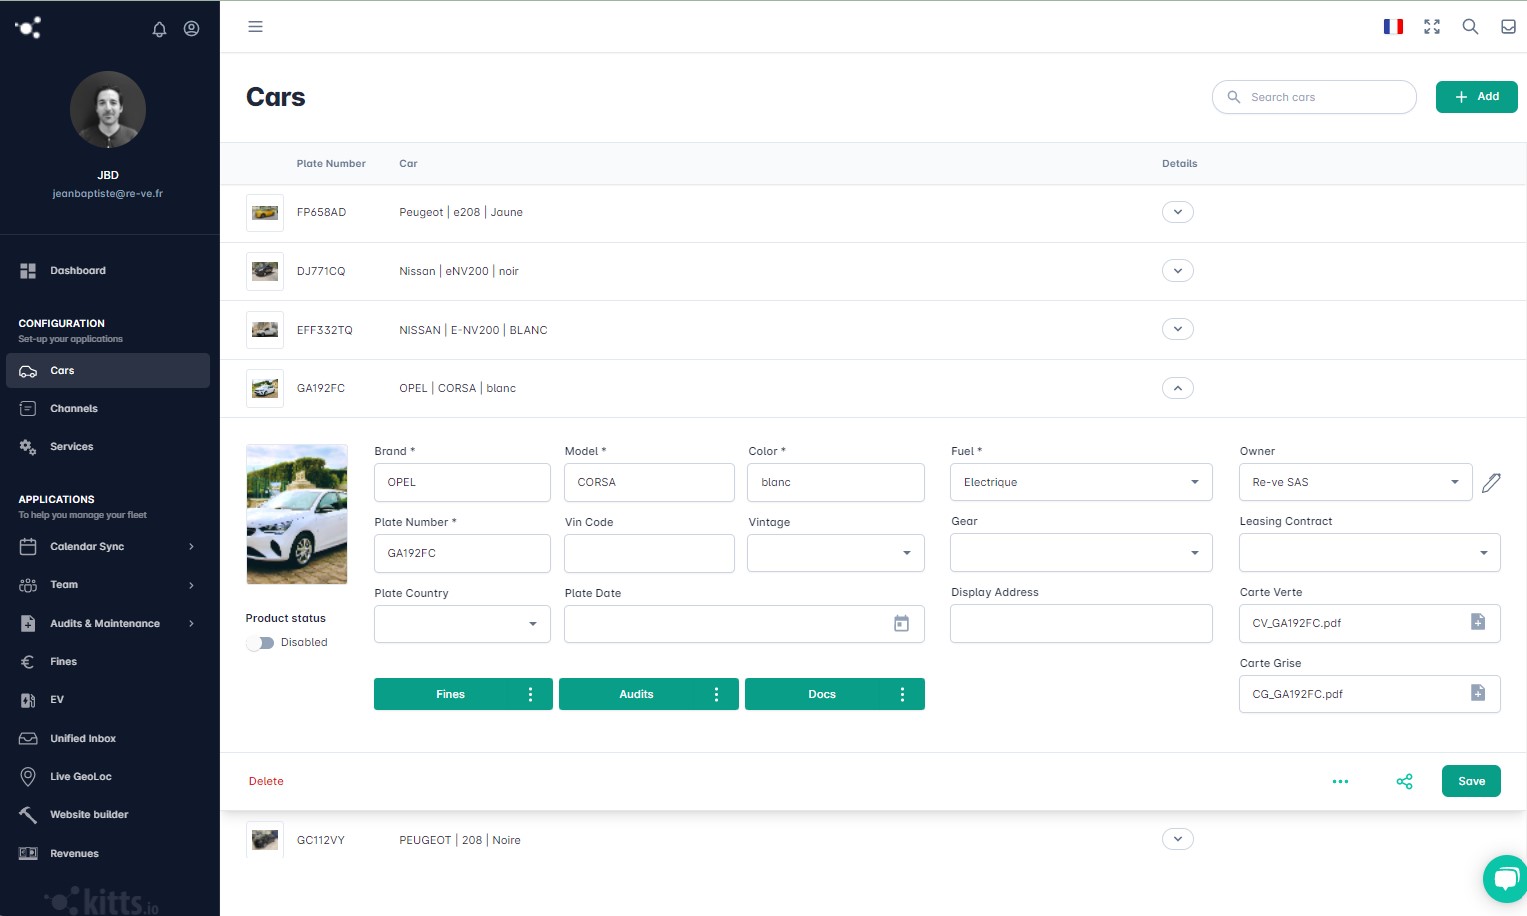 JBD
jeanbaptiste@re-ve.fr
Dashboard
CONFIGURATION
Set-up your applications
Cars
Channels
Services
APPLICATIONS
To help you manage your fleet
Calendar Sync
Team
Audits & Maintenance
Fines
EV
Unified Inbox
Live GeoLoc
Website builder
Revenues
kitts.io
Cars
Search cars
Add
Plate Number Car Details
FP658AD Peugeot | e208 | Jaune
DJ771CQ Nissan | eNV200 | noir
EFF332TQ NISSAN | E-NV200 | BLANC
GA192FC OPEL | CORSA | blanc
Brand * Model * Color * Fuel * Owner
OPEL CORSA blanc Electrique Re-ve SAS
Plate Number * Vin Code Vintage Gear Leasing Contract
GA192FC
Plate Country Plate Date Display Address Carte Verte
CV_GA192FC.pdf
Product status
Disabled
Carte Grise
Fines Audits Docs CG_GA192FC.pdf
Delete Save
GC112VY PEUGEOT | 208 | Noire